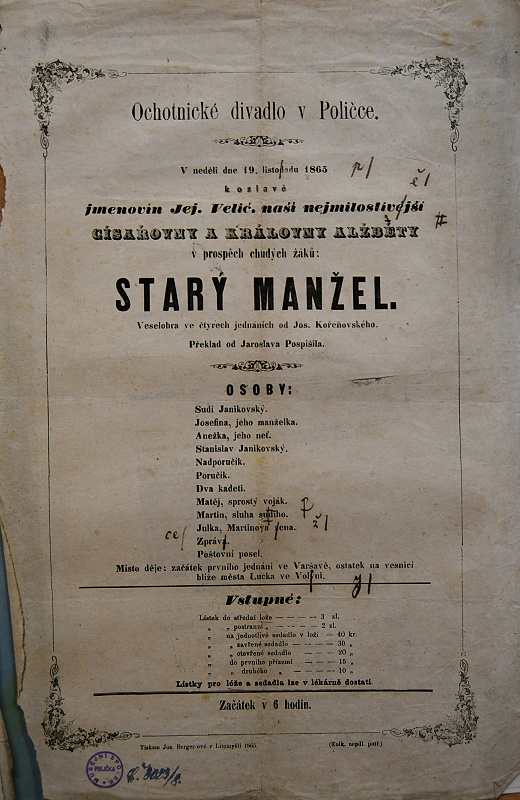 Ochotnické divadlo v Poličce.
V neděli dne 19. listopadu 1865
k oslavě
jmenovin Jej. Velič. naší nejmilostivější
CÍSAŘOVNY A KRÁLOVNY ALŽBĚTY
v prospěch chudých žáků:
STARÝ MANŽEL.
Veselohra ve čtyrech jednáních od Jos. Kořeňovského.
Překlad od Jaroslava Pospíšila.
OSOBY:
Sudí Janikovský.
Josefina, jeho manželka.
Anežka, jeho neť.
Stanislav Janikovský.
Nadporučík.
Poručík.
Dva kadeti.
Matěj, sprostý voják.
Martin, sluha sudího.
Julka, Martinova žena.
Zpráv
Poštovní posel.
Místo děje: začátek prvního jednání ve Varšavě, ostatek na vesnici
blíže města Lucka ve Volyni.
Vstupné:
Lístek do střední lože — — — — — 3 zl.
„ „ postranní „ — — — — 2 zl.
„ na jednotlivé sedadlo v loži — 40 kr.
„ „ zavřené sedadlo — — — — 30 „
„ „ otevřené sedadlo — — — 20 „
„ do prvního přízemí — — — — 15 „
„ „ druhého „ — — — — 10 „
Lístky pro lóže a sedadla lze v lékárně dostati.
Začátek v 6 hodin.
Tiskem Jos. Bergerové v Litomyšli 1865.
(Kolk. nepdl. potř.)